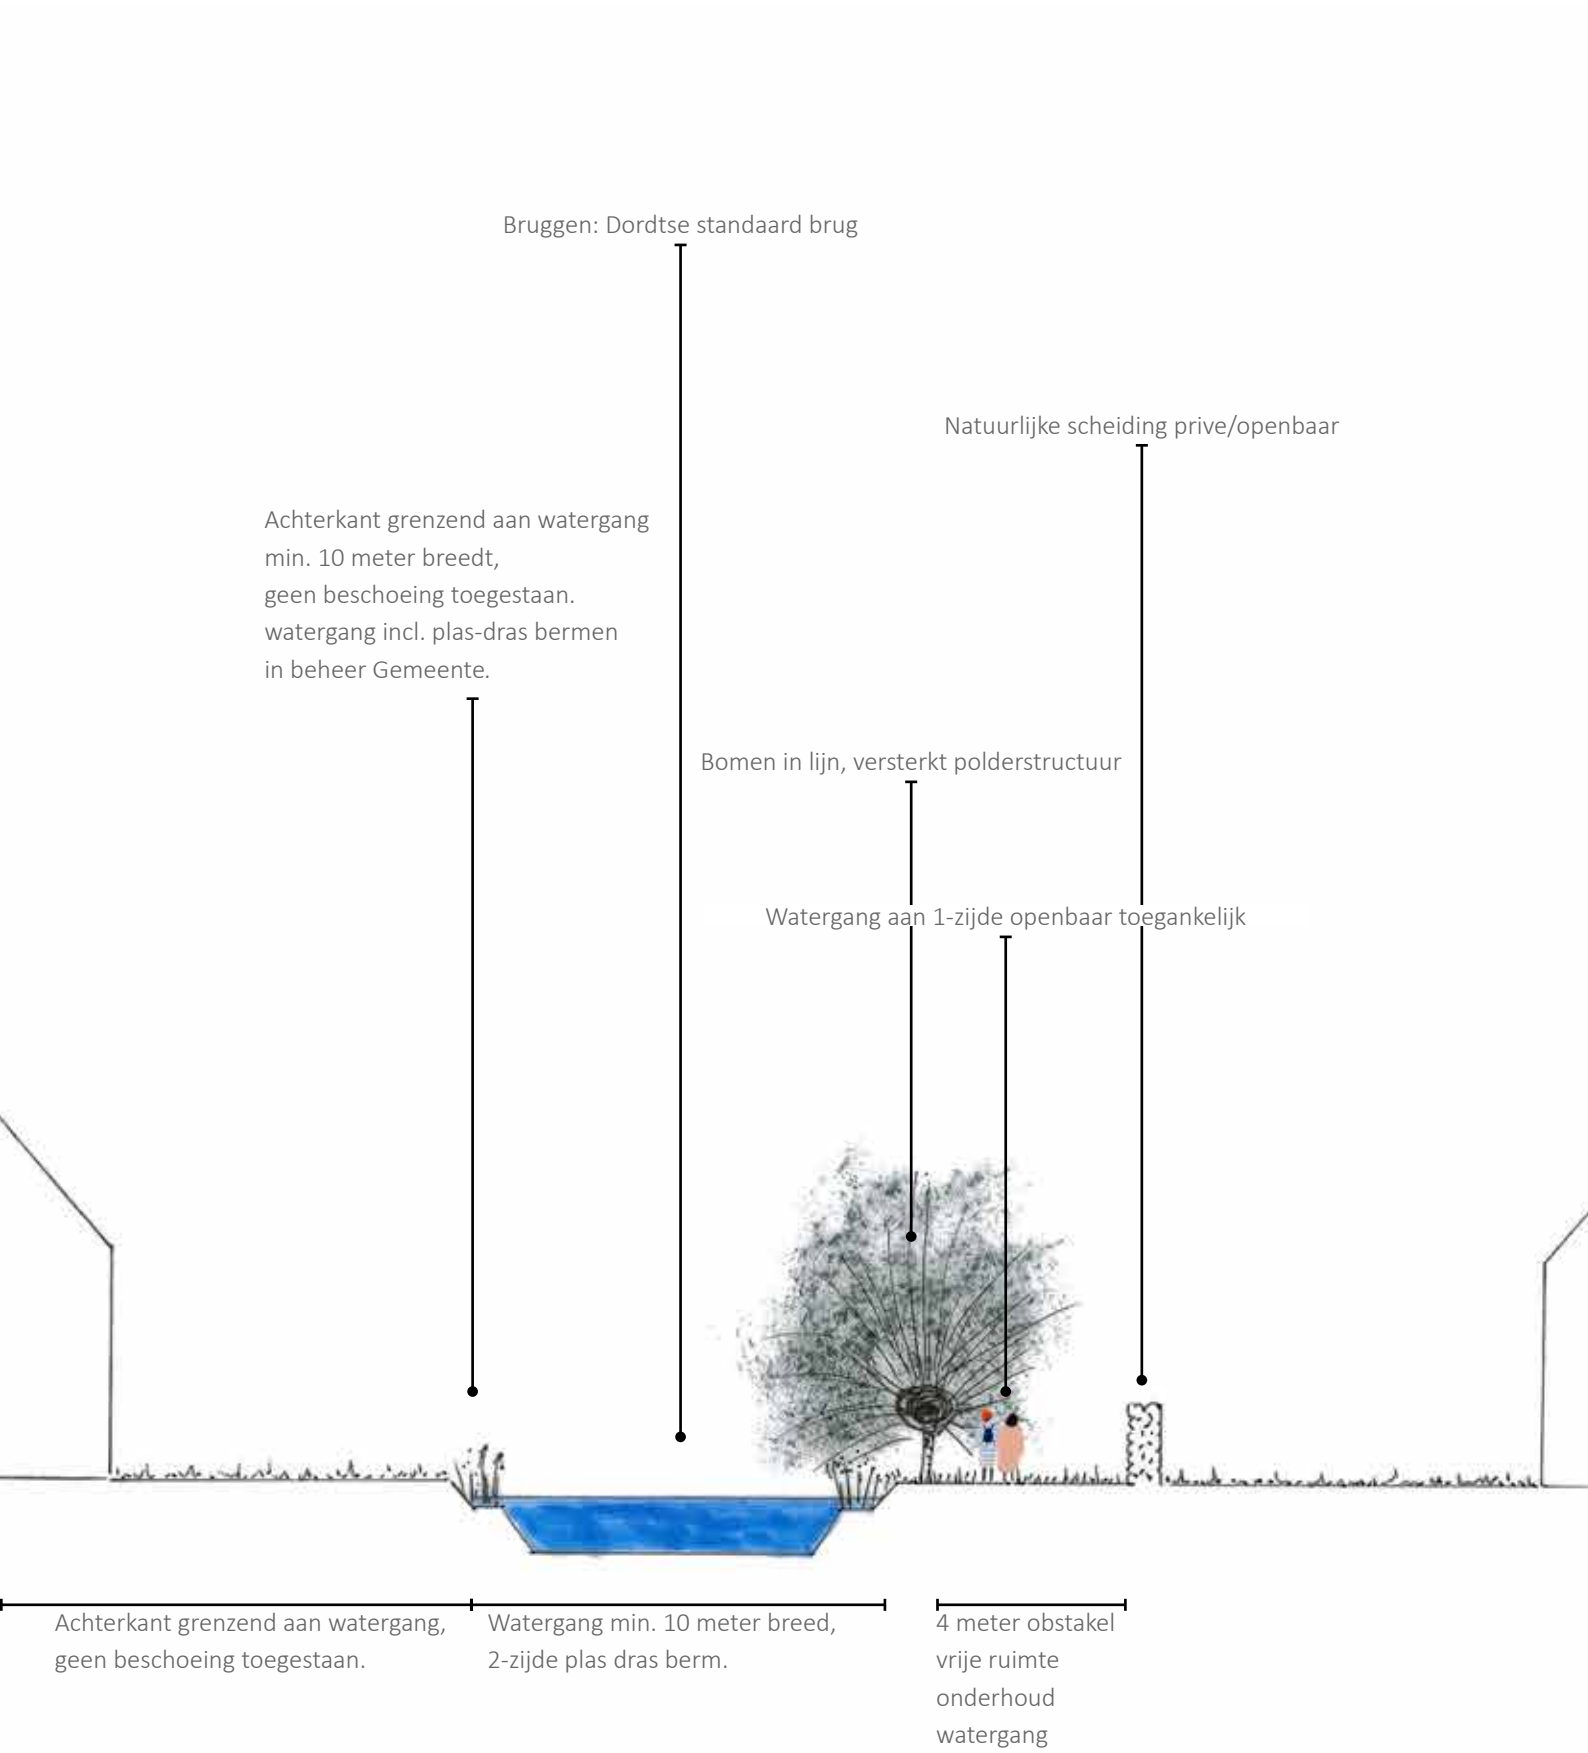 Bruggen: Dordtse standaard brug
Natuurlijke scheiding prive/openbaar
Achterkant grenzend aan watergang
min. 10 meter breedt,
geen beschoeing toegestaan.
watergang incl. plas-dras bermen
in beheer Gemeente.
Bomen in lijn, versterkt polderstructuur
Watergang aan 1-zijde openbaar toegankelijk
Achterkant grenzend aan watergang,
geen beschoeing toegestaan.
Watergang min. 10 meter breed,
2-zijde plas dras berm.
4 meter obstakel
vrije ruimte
onderhoud
watergang